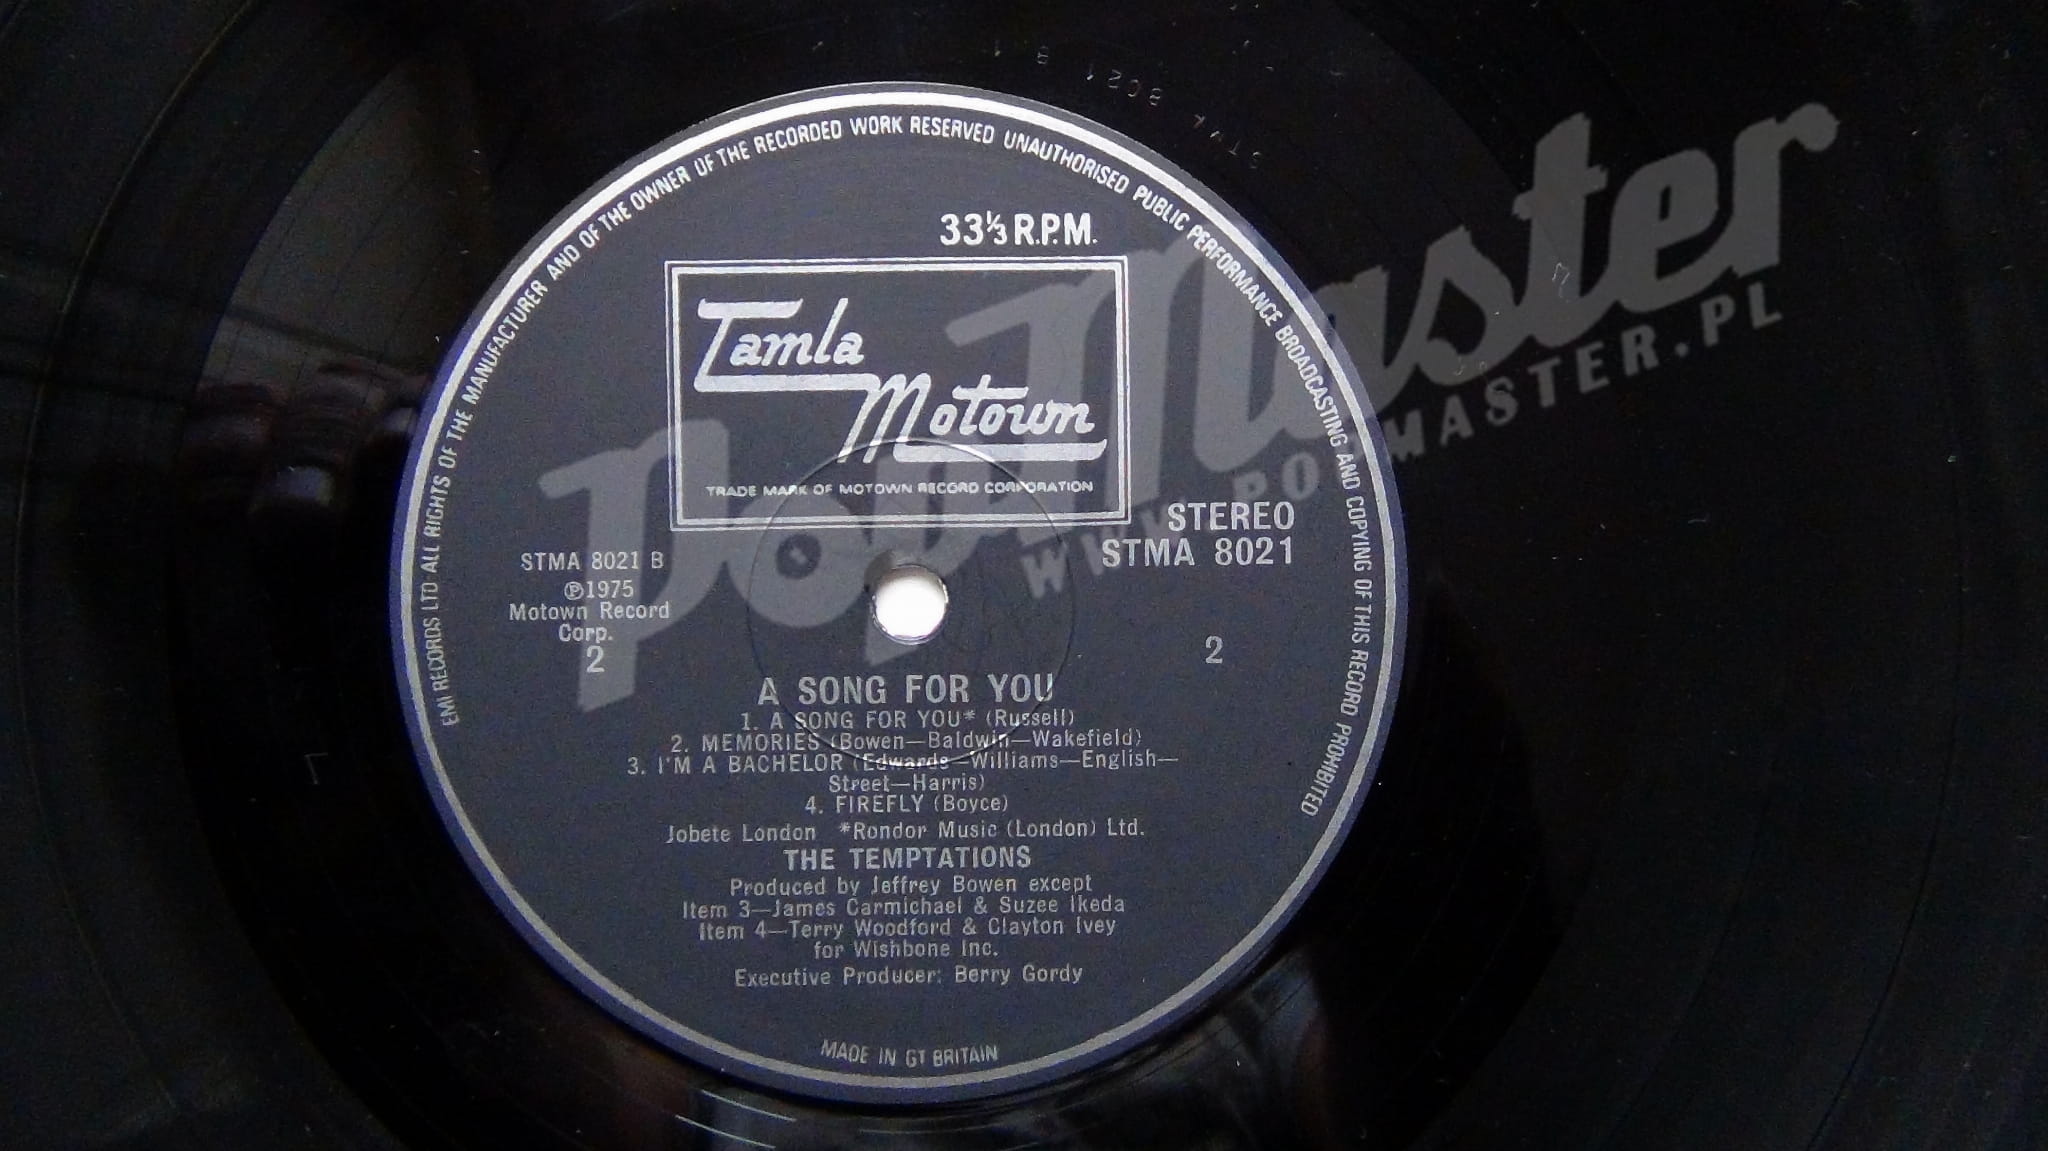 EMI RECORDS LTD ALL RIGHTS OF THE MANUFACTURER AND OF THE OWNER OF THE RECORDED WORK RESERVED UNAUTHORISED PUBLIC PERFORMANCE BROADCASTING AND COPYING OF THIS RECORD PROHIBITED
33⅓ R.P.M.
Tamla
Motown
TRADE MARK OF MOTOWN RECORD CORPORATION
STEREO
STMA 8021
STMA 8021 B
℗1975
Motown Record
Corp.
2
2
A SONG FOR YOU
1. A SONG FOR YOU* (Russell)
2. MEMORIES (Bowen—Baldwin—Wakefield)
3. I'M A BACHELOR (Edwards—Williams—English—
Street—Harris)
4. FIREFLY (Boyce)
Jobete London *Rondor Music (London) Ltd.
THE TEMPTATIONS
Produced by Jeffrey Bowen except
Item 3—James Carmichael & Suzee Ikeda
Item 4—Terry Woodford & Clayton Ivey
for Wishbone Inc.
Executive Producer: Berry Gordy
MADE IN GT BRITAIN
PopMaster
WWW.POPMASTER.PL